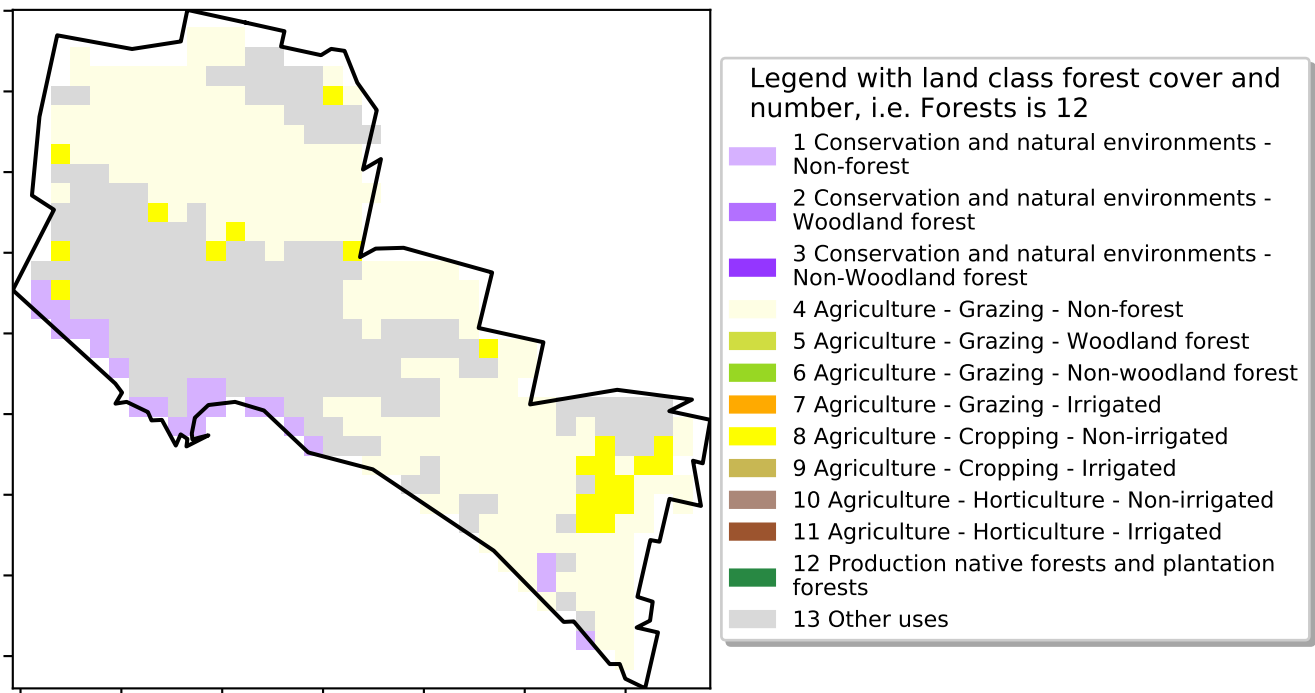 Legend with land class forest cover and
number, i.e. Forests is 12
1 Conservation and natural environments -
Non-forest
2 Conservation and natural environments -
Woodland forest
3 Conservation and natural environments -
Non-Woodland forest
4 Agriculture - Grazing - Non-forest
5 Agriculture - Grazing - Woodland forest
6 Agriculture - Grazing - Non-woodland forest
7 Agriculture - Grazing - Irrigated
8 Agriculture - Cropping - Non-irrigated
9 Agriculture - Cropping - Irrigated
10 Agriculture - Horticulture - Non-irrigated
11 Agriculture - Horticulture - Irrigated
12 Production native forests and plantation
forests
13 Other uses